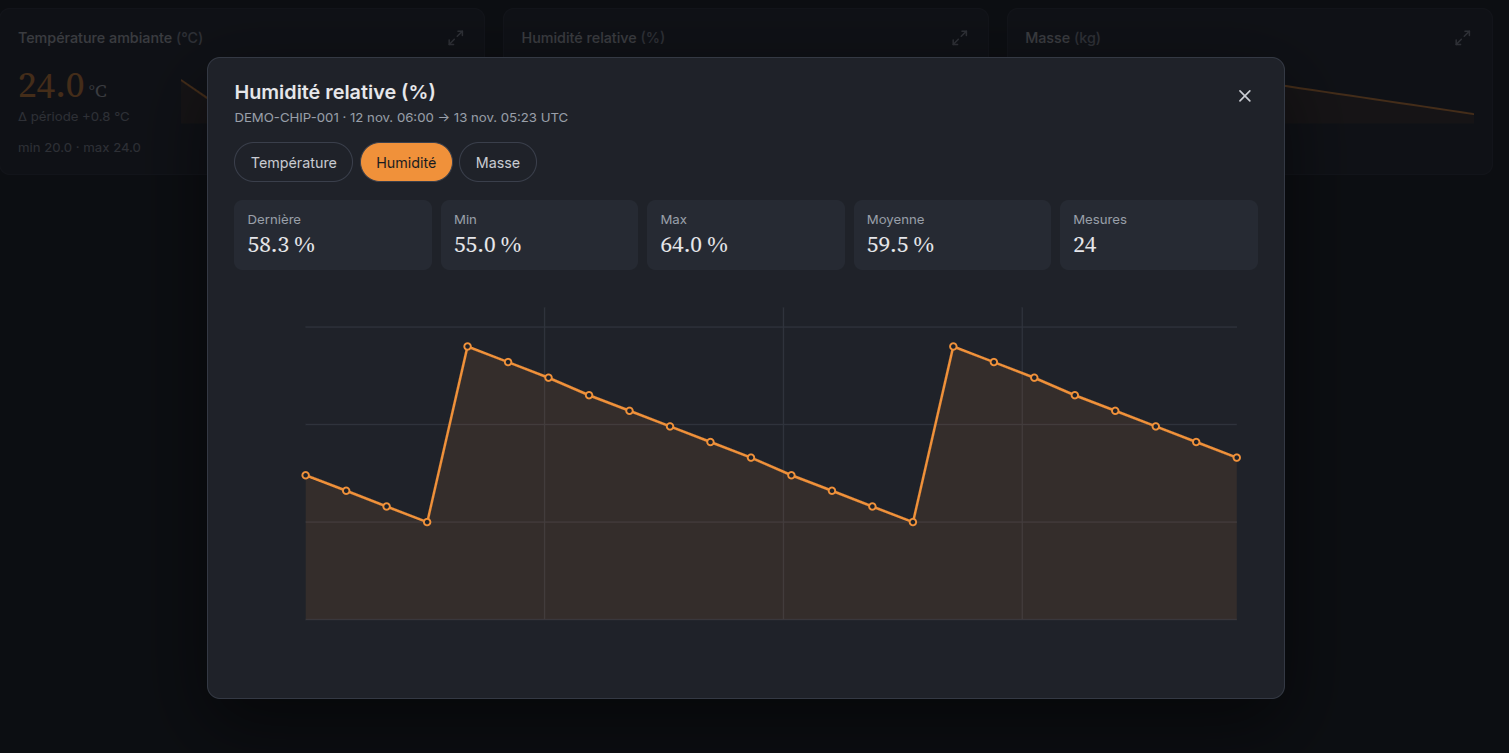 Température ambiante (°C)
Humidité relative (%)
Masse (kg)
24.0 °C
Δ période +0.8 °C
min 20.0 · max 24.0
Humidité relative (%)
DEMO-CHIP-001 · 12 nov. 06:00 → 13 nov. 05:23 UTC
Température
Humidité
Masse
Dernière
58.3 %
Min
55.0 %
Max
64.0 %
Moyenne
59.5 %
Mesures
24